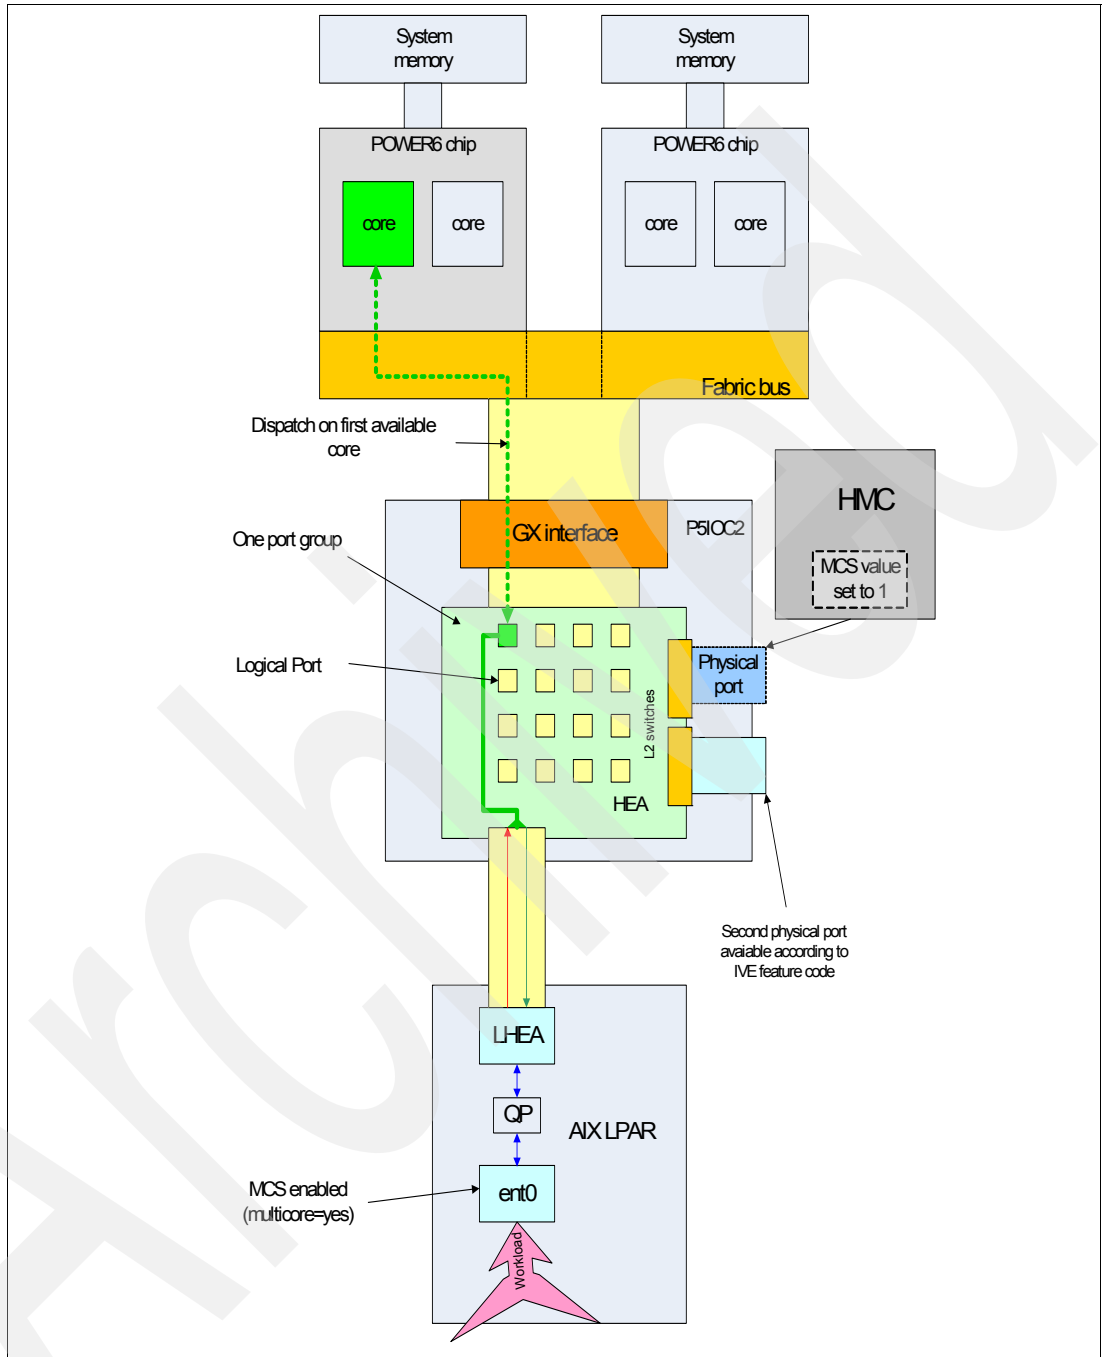 System
memory
System
memory
POWER6 chip
POWER6 chip
core
core
core
core
Fabric bus
Dispatch on first available
core
HMC
MCS value
set to 1
GX interface
P5IOC2
One port group
Logical Port
Physical
port
L2 switches
HEA
Second physical port
avaiable according to
IVE feature code
LHEA
QP
AIX LPAR
MCS enabled
(multicore=yes)
ent0
Workload
Archived